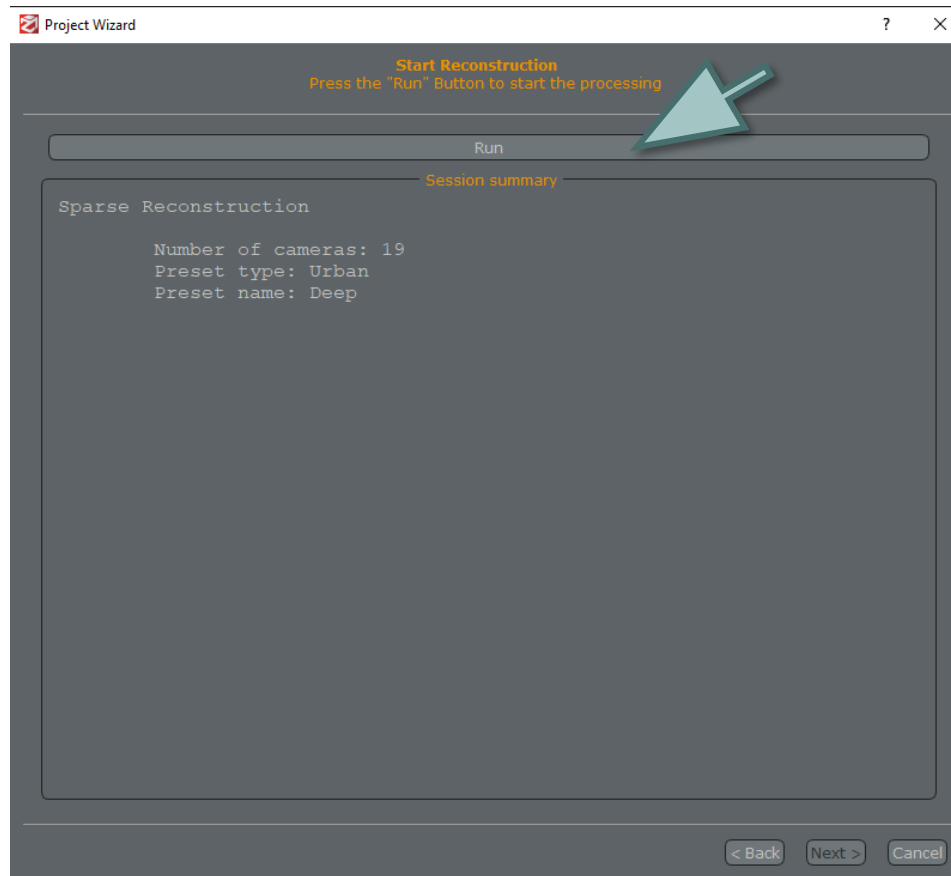 Project Wizard
Start Reconstruction
Press the "Run" Button to start the processing
Run
Session summary
Sparse Reconstruction
Number of cameras: 19
Preset type: Urban
Preset name: Deep
< Back Next > Cancel